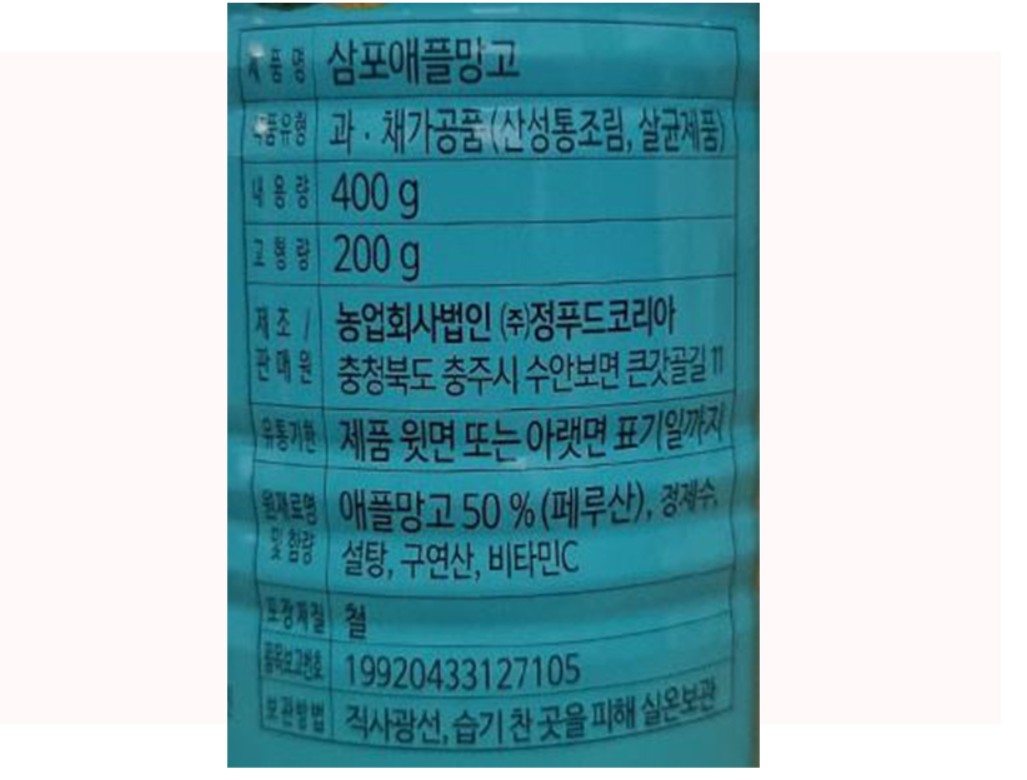 제품명 삼포애플망고
식품유형 과 · 채가공품 (산성통조림, 살균제품)
내용량 400 g
고형량 200 g
제조 / 농업회사법인 (주)정푸드코리아
판매원 충청북도 충주시 수안보면 큰갓골길 11
유통기한 제품 윗면 또는 아랫면 표기일까지
원재료명 애플망고 50 % (페루산), 정제수,
및 함량 설탕, 구연산, 비타민C
포장재질 철
품목보고번호 19920433127105
보관방법 직사광선, 습기 찬 곳을 피해 실온보관